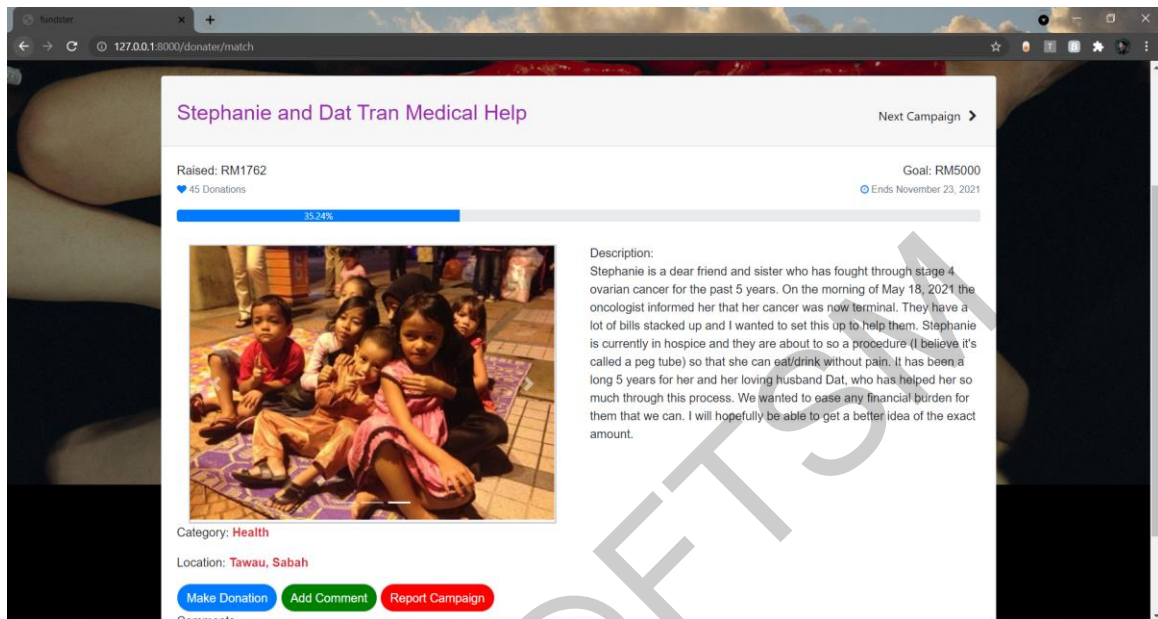 fundster
127.0.0.1:8000/donater/match
Stephanie and Dat Tran Medical Help
Next Campaign
Raised: RM1762
Goal: RM5000
45 Donations
Ends November 23, 2021
35.24%
Description:
Stephanie is a dear friend and sister who has fought through stage 4
ovarian cancer for the past 5 years. On the morning of May 18, 2021 the
oncologist informed her that her cancer was now terminal. They have a
lot of bills stacked up and I wanted to set this up to help them. Stephanie
is currently in hospice and they are about to so a procedure (I believe it's
called a peg tube) so that she can eat/drink without pain. It has been a
long 5 years for her and her loving husband Dat, who has helped her so
much through this process. We wanted to ease any financial burden for
them that we can. I will hopefully be able to get a better idea of the exact
amount.
Category: Health
Location: Tawau, Sabah
Make Donation Add Comment Report Campaign
Comments
OFTSM